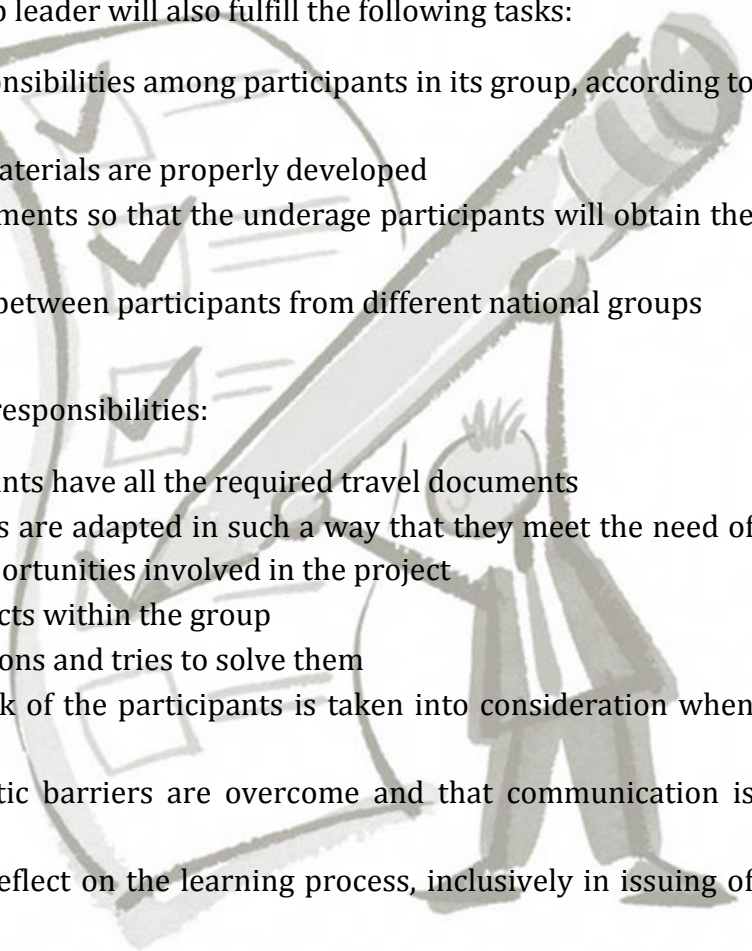 leader will also fulfill the following tasks:
onsibilities among participants in its group, according to
aterials are properly developed
ments so that the underage participants will obtain the
between participants from different national groups
responsibilities:
nts have all the required travel documents
s are adapted in such a way that they meet the need of
ortunities involved in the project
cts within the group
ons and tries to solve them
k of the participants is taken into consideration when
tic barriers are overcome and that communication is
eflect on the learning process, inclusively in issuing of